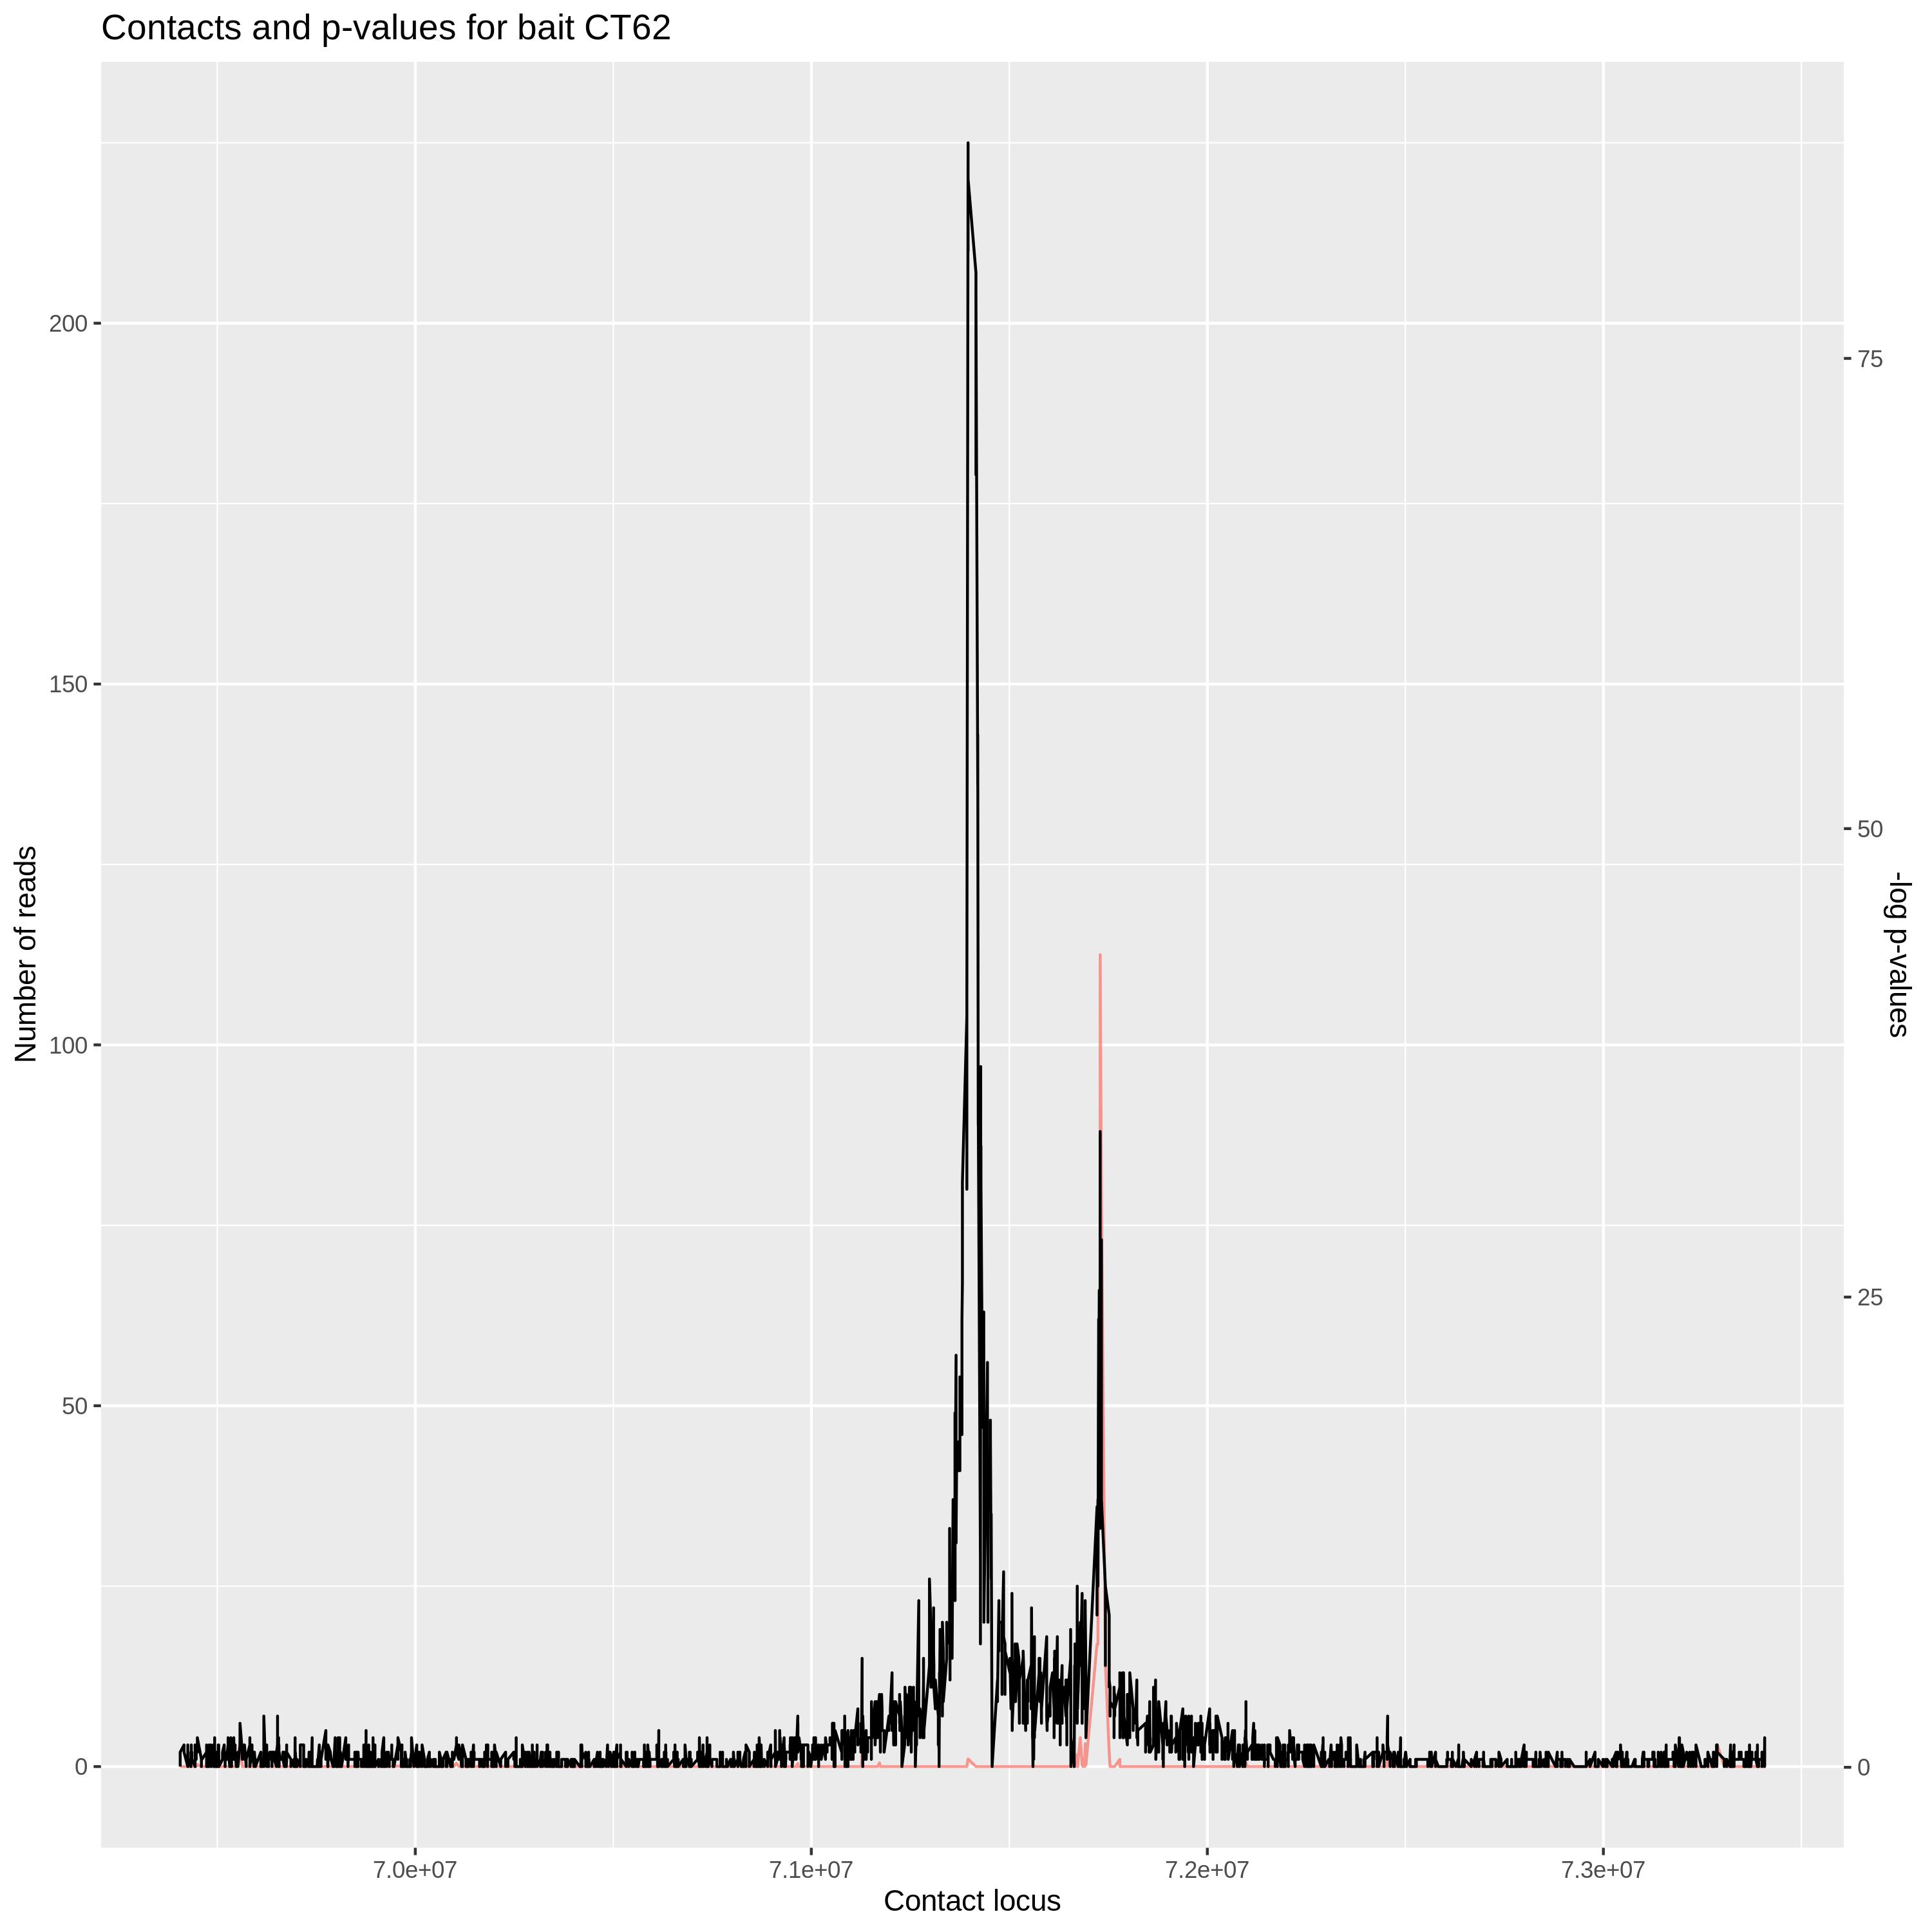 Contacts and p-values for bait CT62
200
150
100
50
0
75
50
25
0
Number of reads
-log p-values
7.0e+07 7.1e+07 7.2e+07 7.3e+07
Contact locus